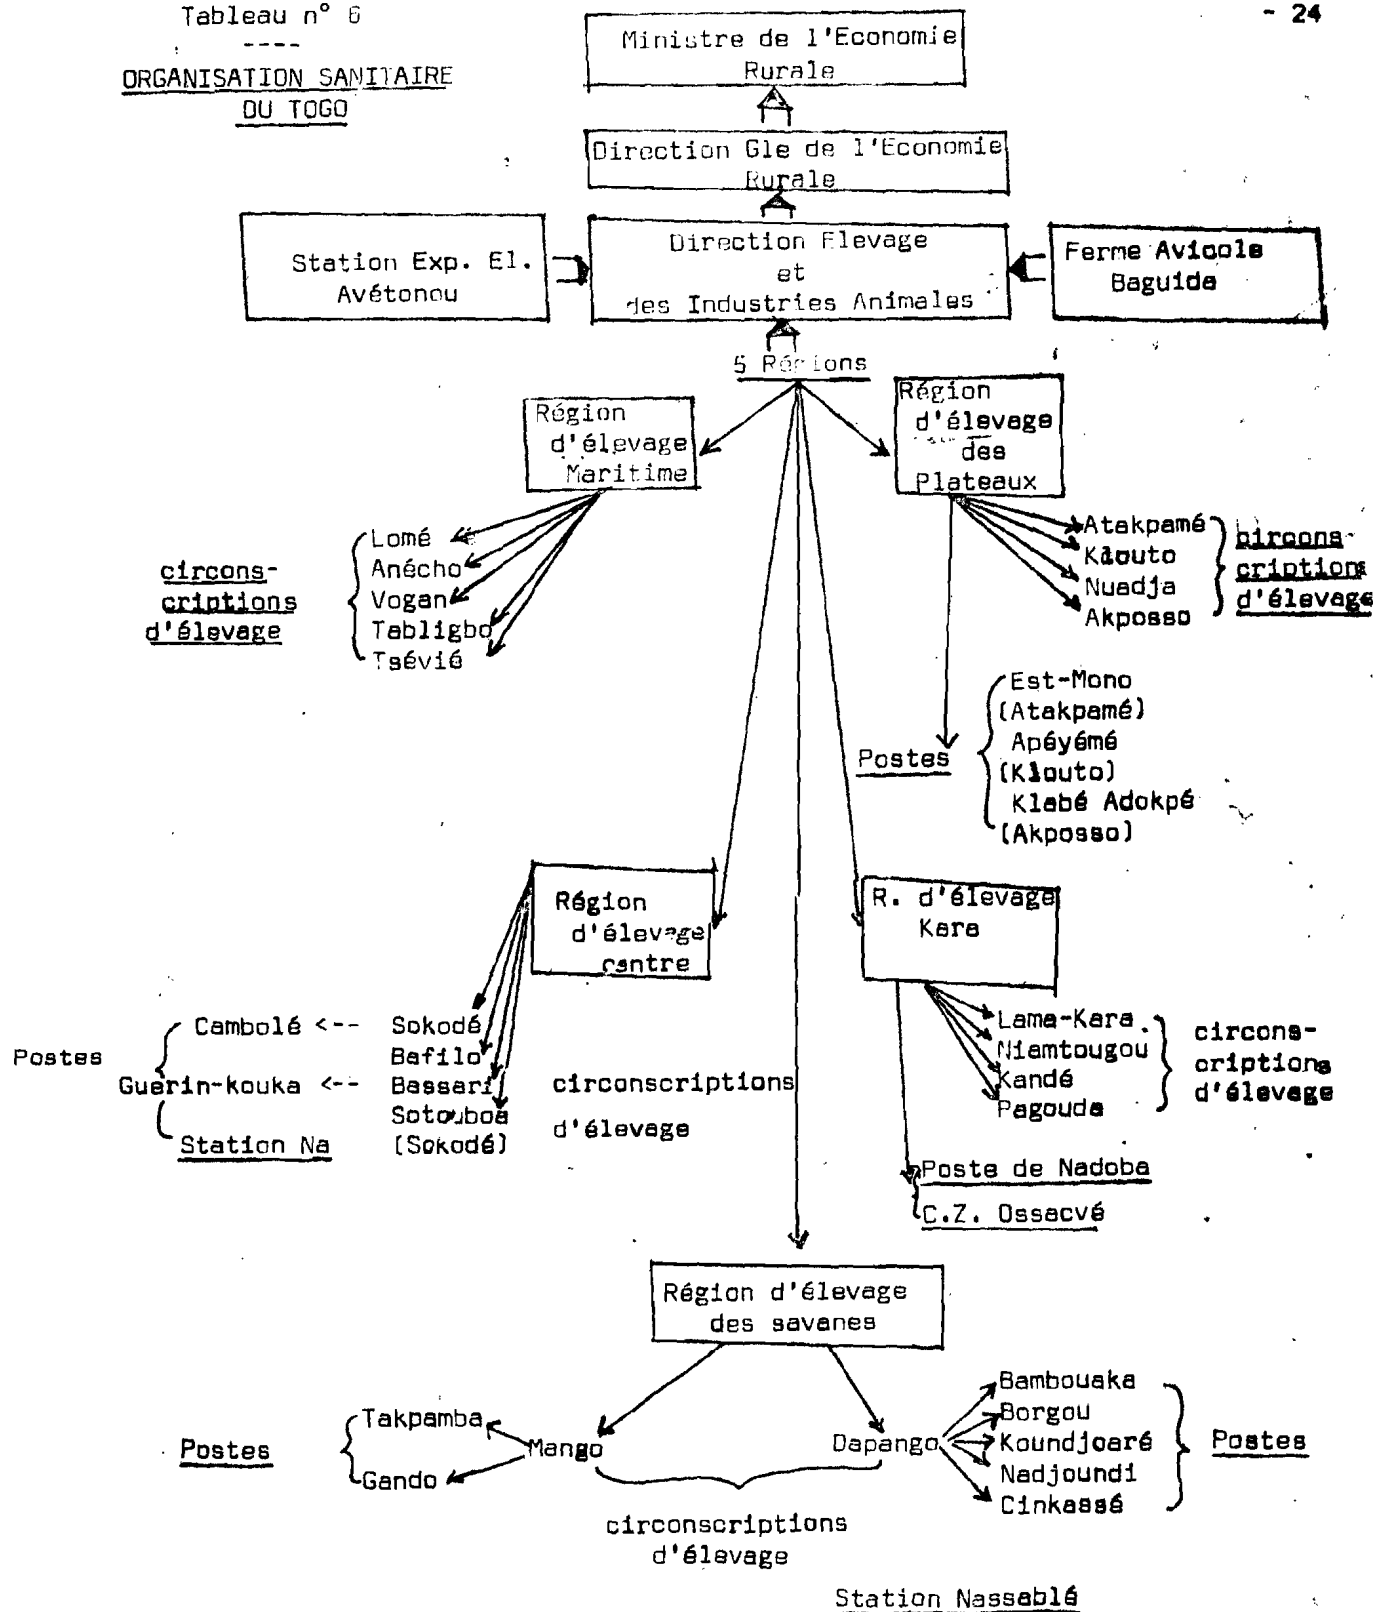 Tableau n° 6
- 24
ORGANISATION SANITAIRE
DU TOGO
Ministre de l'Economie
Rurale
Direction Gle de l'Economie
Rurale
Station Exp. El.
Avétonou
Direction Elevage
et
des Industries Animales
Ferme Avicole
Baguida
5 Régions
Région
d'élevage
Maritime
Région
d'élevage
des
Plateaux
circons-
criptions
d'élevage
Lomé
Anécho
Vogan
Tabligbo
Tsévié
Atakpamé
Klouto
Nuadja
Akposso
circons-
criptions
d'élevage
Postes
Est-Mono
(Atakpamé)
Apéyémé
(Klouto)
Klabé Adokpé
(Akposso)
Région
d'élevage
centre
R. d'élevage
Kara
Postes
Cambolé <--
Guerin-kouka <--
Station Na
Sokodé
Bafilo
Bassari
Sotouboa
(Sokodé)
circonscriptions
d'élevage
Lama-Kara
Niamtougou
Kandé
Pagouda
circons-
criptions
d'élevage
Poste de Nadoba
C.Z. Ossacvé
Région d'élevage
des savanes
Postes
Takpamba
Gando
Mango
Dapango
Bambouaka
Borgou
Koundjoaré
Nadjoundi
Cinkassé
Postes
circonscriptions
d'élevage
Station Nassablé